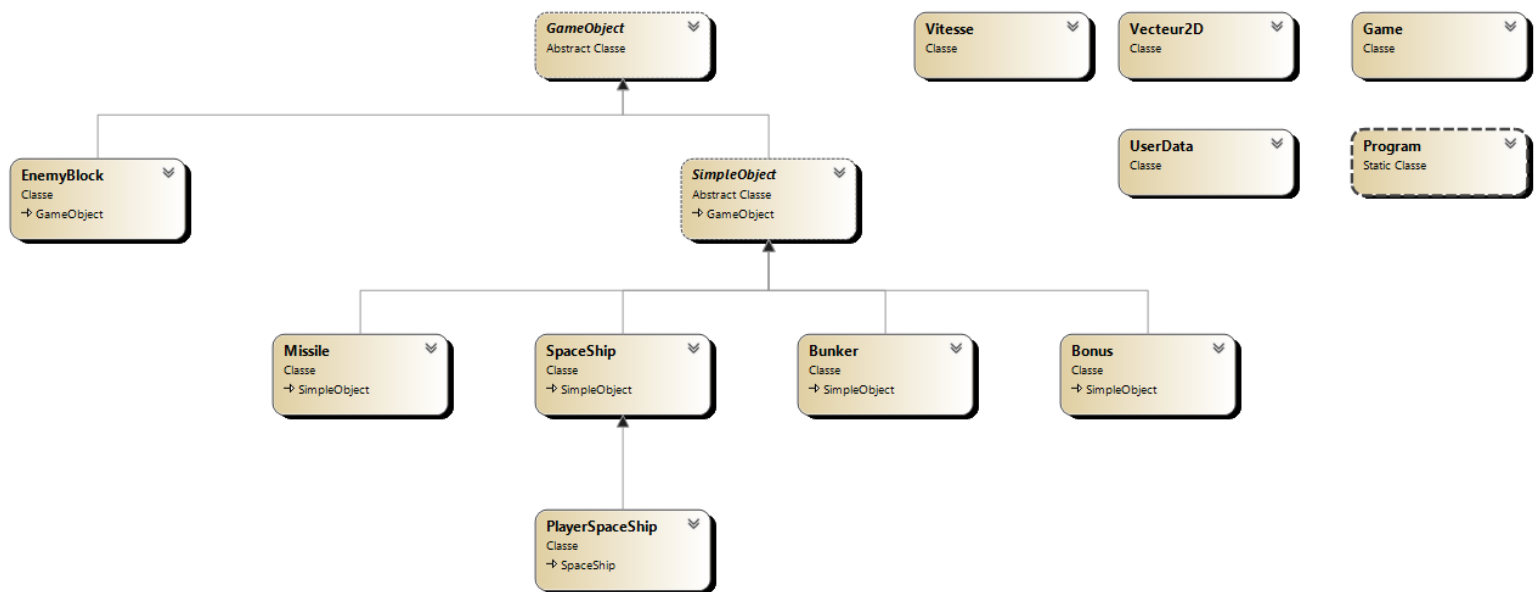 GameObject
Abstract Classe
Vitesse
Classe
Vecteur2D
Classe
Game
Classe
UserData
Classe
Program
Static Classe
EnemyBlock
Classe
GameObject
SimpleObject
Abstract Classe
GameObject
Missile
Classe
SimpleObject
SpaceShip
Classe
SimpleObject
Bunker
Classe
SimpleObject
Bonus
Classe
SimpleObject
PlayerSpaceShip
Classe
SpaceShip